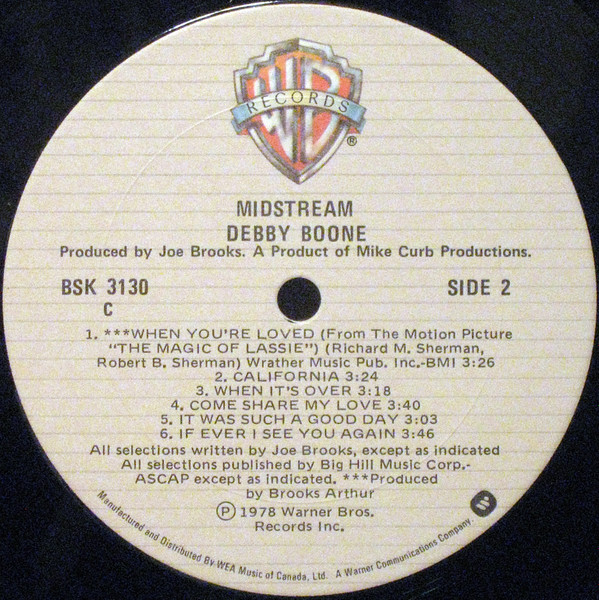 WB
RECORDS
®
MIDSTREAM
DEBBY BOONE
Produced by Joe Brooks. A Product of Mike Curb Productions.
BSK 3130
SIDE 2
C
1. ***WHEN YOU'RE LOVED (From The Motion Picture
"THE MAGIC OF LASSIE") (Richard M. Sherman,
Robert B. Sherman) Wrather Music Pub. Inc.-BMI 3:26
2. CALIFORNIA 3:24
3. WHEN IT'S OVER 3:18
4. COME SHARE MY LOVE 3:40
5. IT WAS SUCH A GOOD DAY 3:03
6. IF EVER I SEE YOU AGAIN 3:46
All selections written by Joe Brooks, except as indicated
All selections published by Big Hill Music Corp.-
ASCAP except as indicated. ***Produced
by Brooks Arthur
℗ 1978 Warner Bros.
Records Inc.
Manufactured and Distributed By WEA Music of Canada, Ltd. A Warner Communications Company.